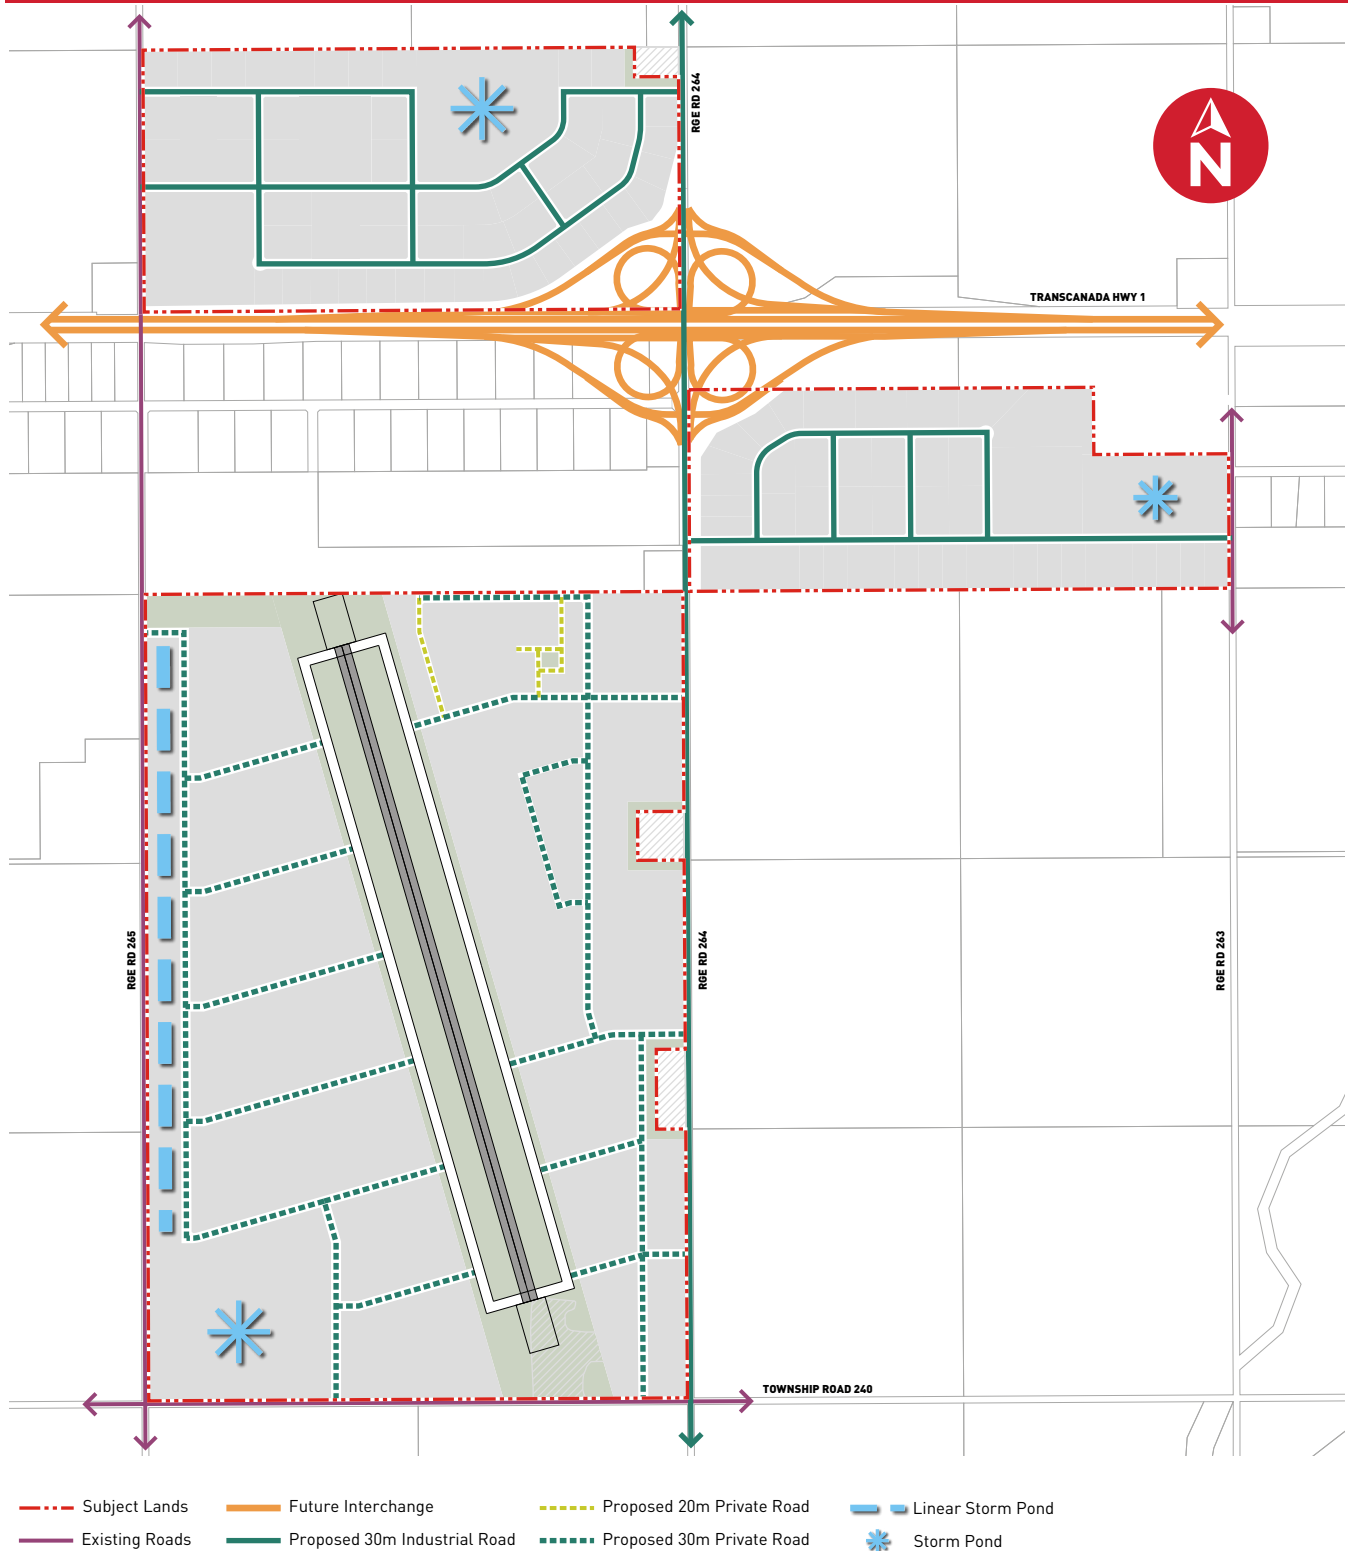 RGE RD 264
N
TRANSCANADA HWY 1
RGE RD 265
RGE RD 264
RGE RD 263
TOWNSHIP ROAD 240
Subject Lands
Future Interchange
Proposed 20m Private Road
Linear Storm Pond
Existing Roads
Proposed 30m Industrial Road
Proposed 30m Private Road
Storm Pond